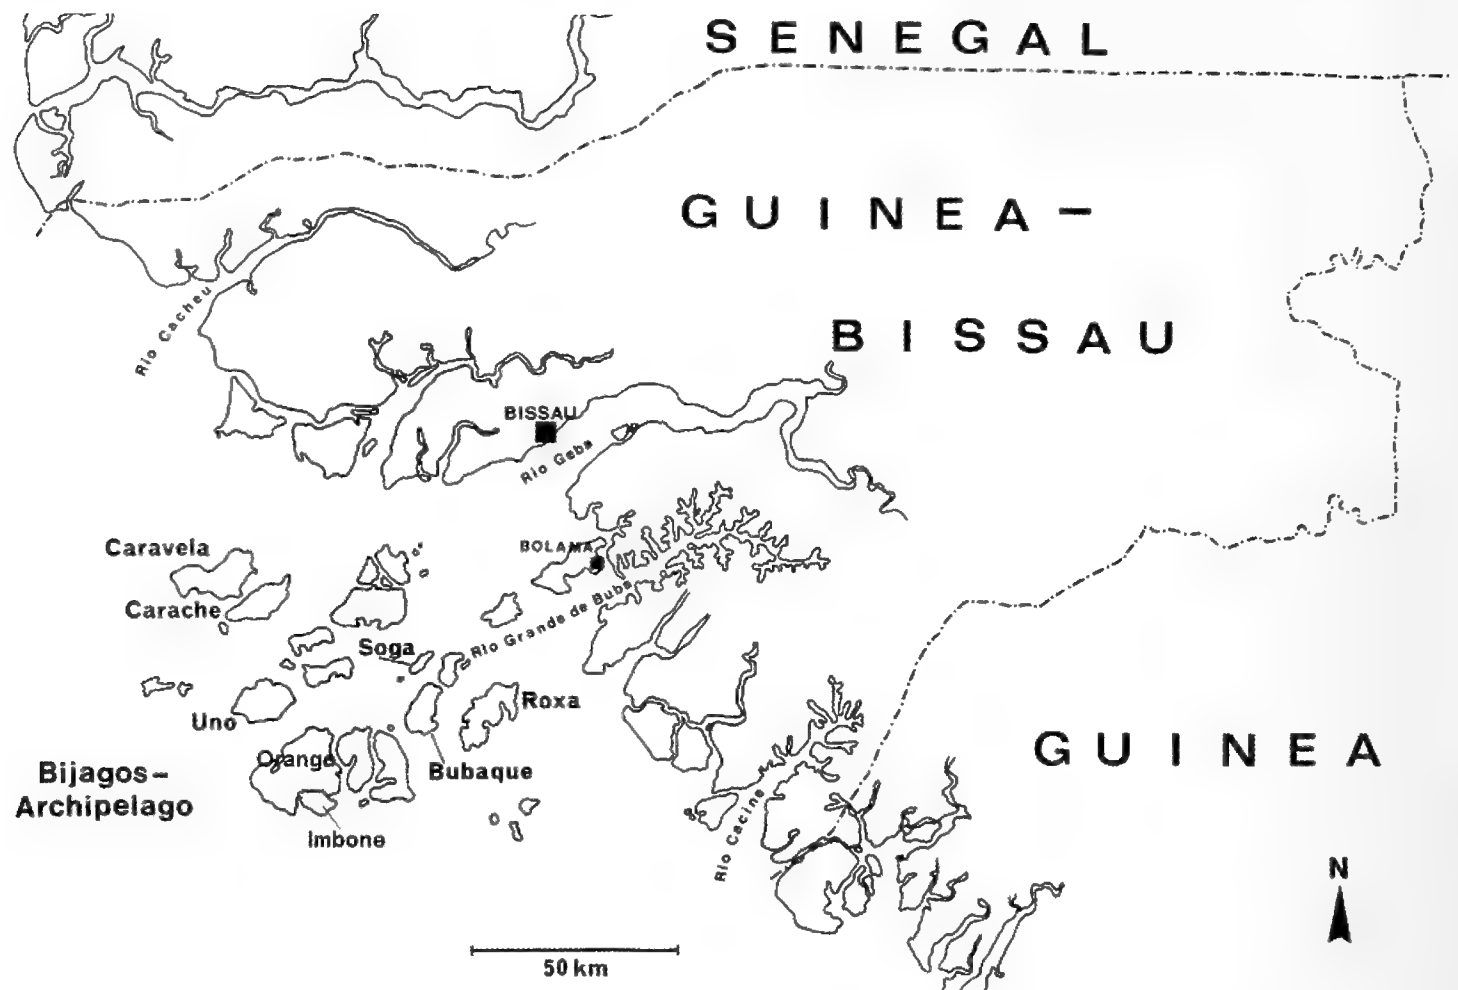 SENEGAL
GUINEA–
BISSAU
Rio Cacheu
BISSAU
Rio Geba
Caravela
BOLAMA
Carache
Rio Grande de Buba
Soga
Uno
Roxa
Orange
Bubaque
Bijagos–
Archipelago
Imbone
GUINEA
Rio Cacine
N
50 km